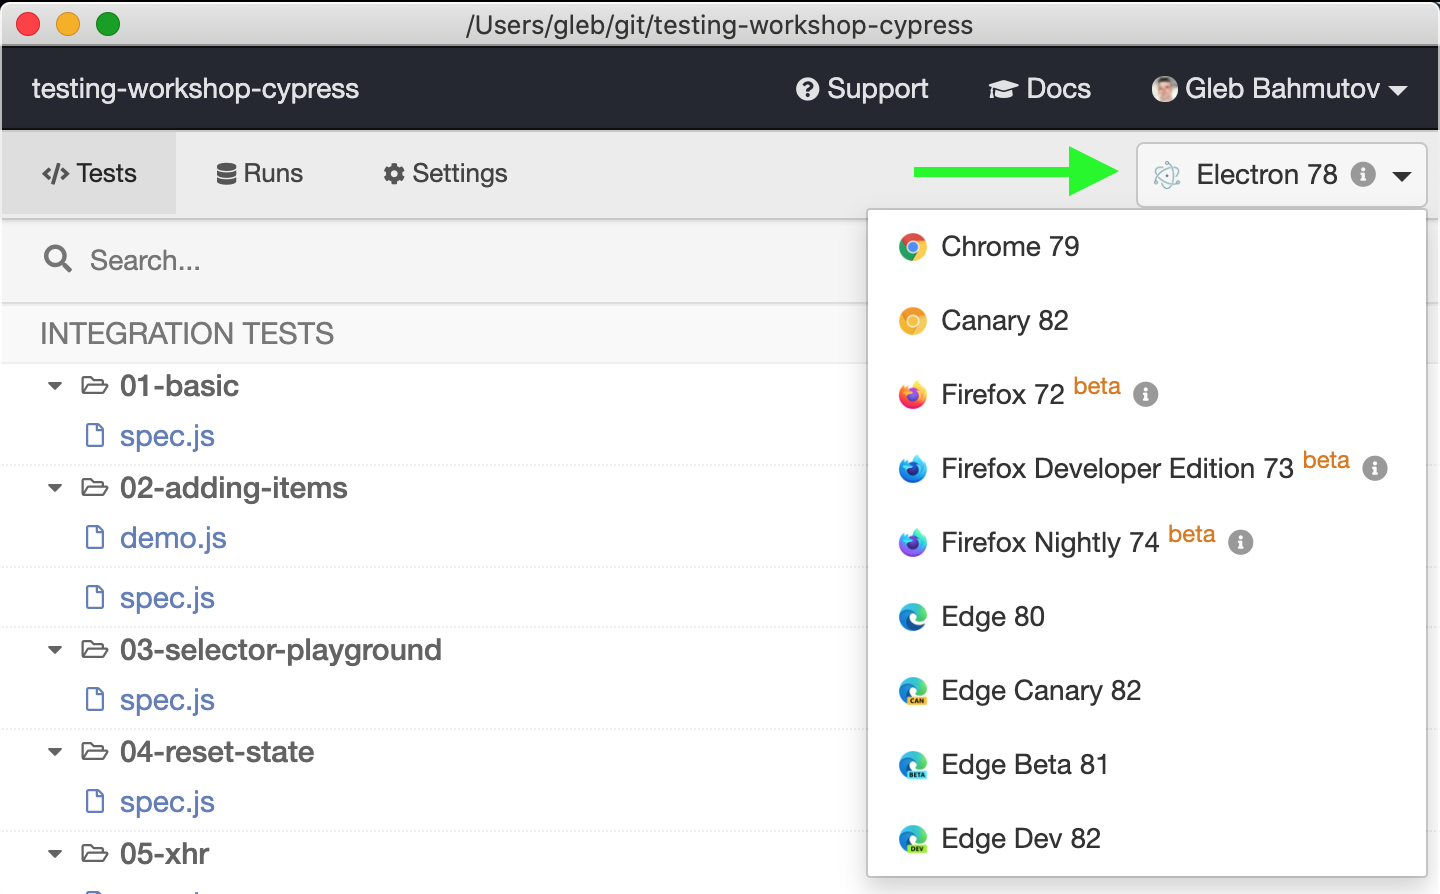 /Users/gleb/git/testing-workshop-cypress
testing-workshop-cypress Support Docs Gleb Bahmutov
</> Tests Runs Settings Electron 78
Search...
INTEGRATION TESTS
01-basic
spec.js
02-adding-items
demo.js
spec.js
03-selector-playground
spec.js
04-reset-state
spec.js
05-xhr
Chrome 79
Canary 82
Firefox 72 beta
Firefox Developer Edition 73 beta
Firefox Nightly 74 beta
Edge 80
CAN Edge Canary 82
BETA Edge Beta 81
DEV Edge Dev 82